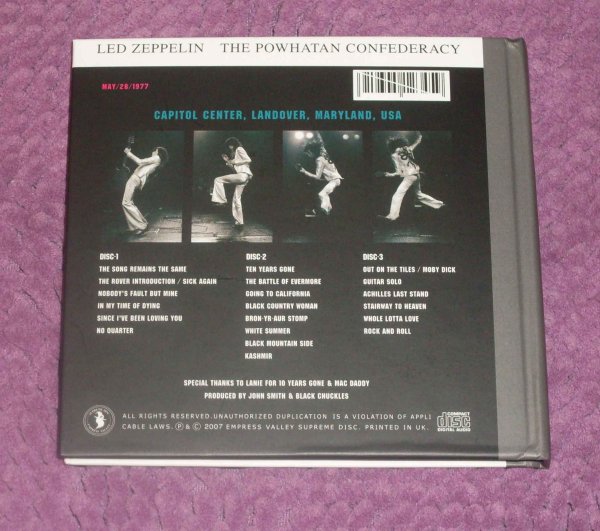 LED ZEPPELIN THE POWHATAN CONFEDERACY
MAY/28/1977
CAPITOL CENTER, LANDOVER, MARYLAND, USA
DISC-1
THE SONG REMAINS THE SAME
THE ROVER INTRODUCTION / SICK AGAIN
NOBODY'S FAULT BUT MINE
IN MY TIME OF DYING
SINCE I'VE BEEN LOVING YOU
NO QUARTER
DISC-2
TEN YEARS GONE
THE BATTLE OF EVERMORE
GOING TO CALIFORNIA
BLACK COUNTRY WOMAN
BRON-YR-AUR STOMP
WHITE SUMMER
BLACK MOUNTAIN SIDE
KASHMIR
DISC-3
OUT ON THE TILES / MOBY DICK
GUITAR SOLO
ACHILLES LAST STAND
STAIRWAY TO HEAVEN
WHOLE LOTTA LOVE
ROCK AND ROLL
SPECIAL THANKS TO LANIE FOR 10 YEARS GONE & MAC DADDY
PRODUCED BY JOHN SMITH & BLACK CHUCKLES
ALL RIGHTS RESERVED.UNAUTHORIZED DUPLICATION IS A VIOLATION OF APPLI
CABLE LAWS. ℗ & © 2007 EMPRESS VALLEY SUPREME DISC. PRINTED IN UK.
COMPACT
disc
DIGITAL AUDIO